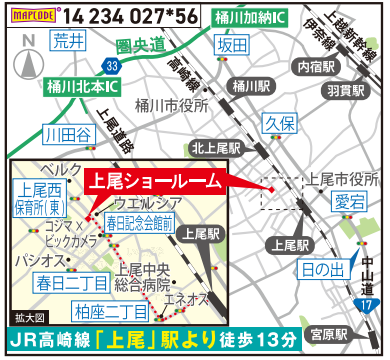 MAPCODE 14 234 027*56
桶川加納IC
荒井
N
圏央道
坂田
上越新幹線
伊奈線
33
内宿駅
羽貫駅
桶川北本IC
高崎線
桶川駅
桶川市役所
川田谷
上尾道路
久保
北上尾駅
ベルク
上尾ショールーム
上尾市役所
上尾西
保育所(東)
ウエルシア
愛宕
コジマ×
ビックカメラ
春日記念会館前
上尾駅
上尾駅
パシオス
日の出
中山道
春日二丁目
上尾中央
総合病院
17
柏座二丁目
エネオス
拡大図
宮原駅
JR高崎線「上尾」駅より徒歩13分